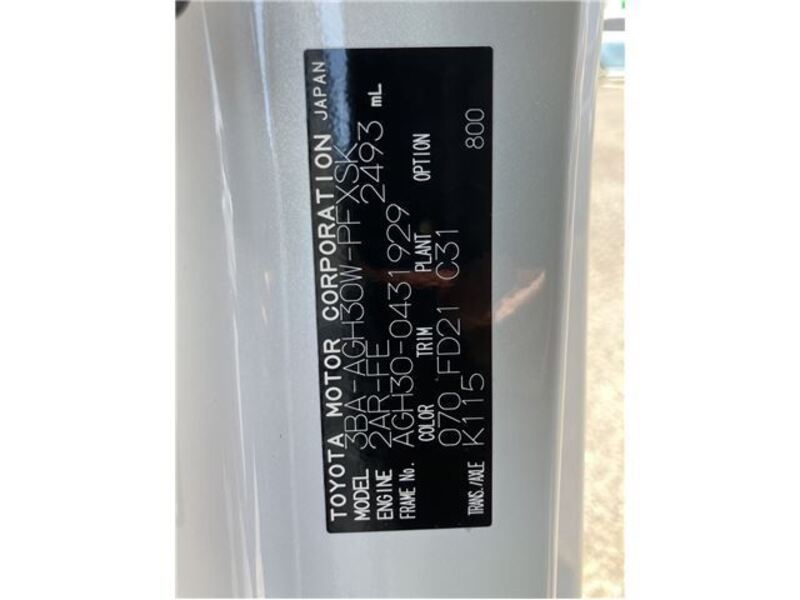 TOYOTA MOTOR CORPORATION JAPAN
MODEL 3BA-AGH30W-PFXSK
ENGINE 2AR-FE 2493 mL
FRAME No. AGH30-0431929
COLOR TRIM PLANT OPTION
070 FD21 C31
TRANS./AXLE K115 800